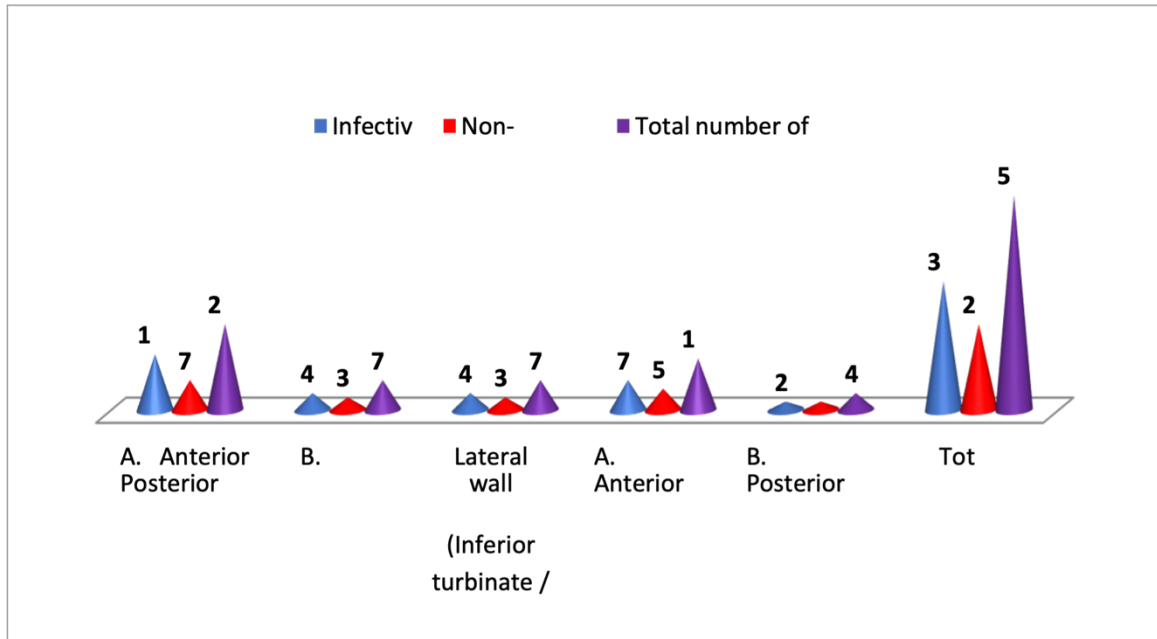 Infectiv Non- Total number of
5
3
2
2
1
7
4
3
7
4
3
7
7
5
1
2
4
A. Anterior
Posterior
B.
Lateral
wall
(Inferior
turbinate /
A.
Anterior
B.
Posterior
Tot